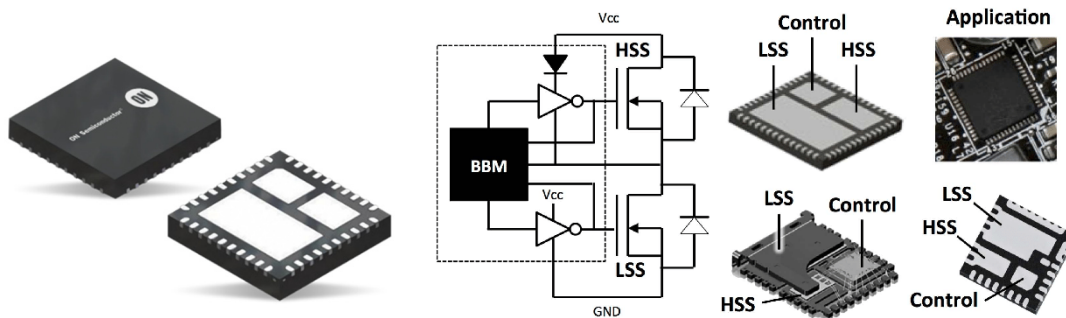 ON
ON Semiconductor
Vcc
HSS
BBM
Vcc
LSS
GND
Control
LSS
HSS
Application
LSS
Control
HSS
LSS
HSS
Control